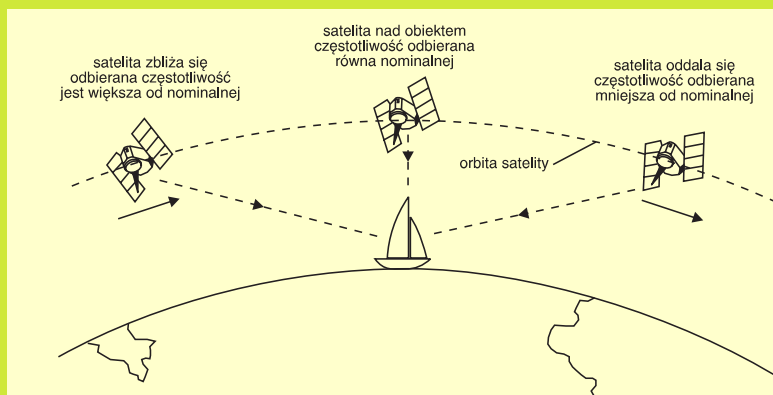 satelita zbliża się
odbierana częstotliwość
jest większa od nominalnej
satelita nad obiektem
częstotliwość odbierana
równa nominalnej
satelita oddala się
częstotliwość odbierana
mniejsza od nominalnej
orbita satelity